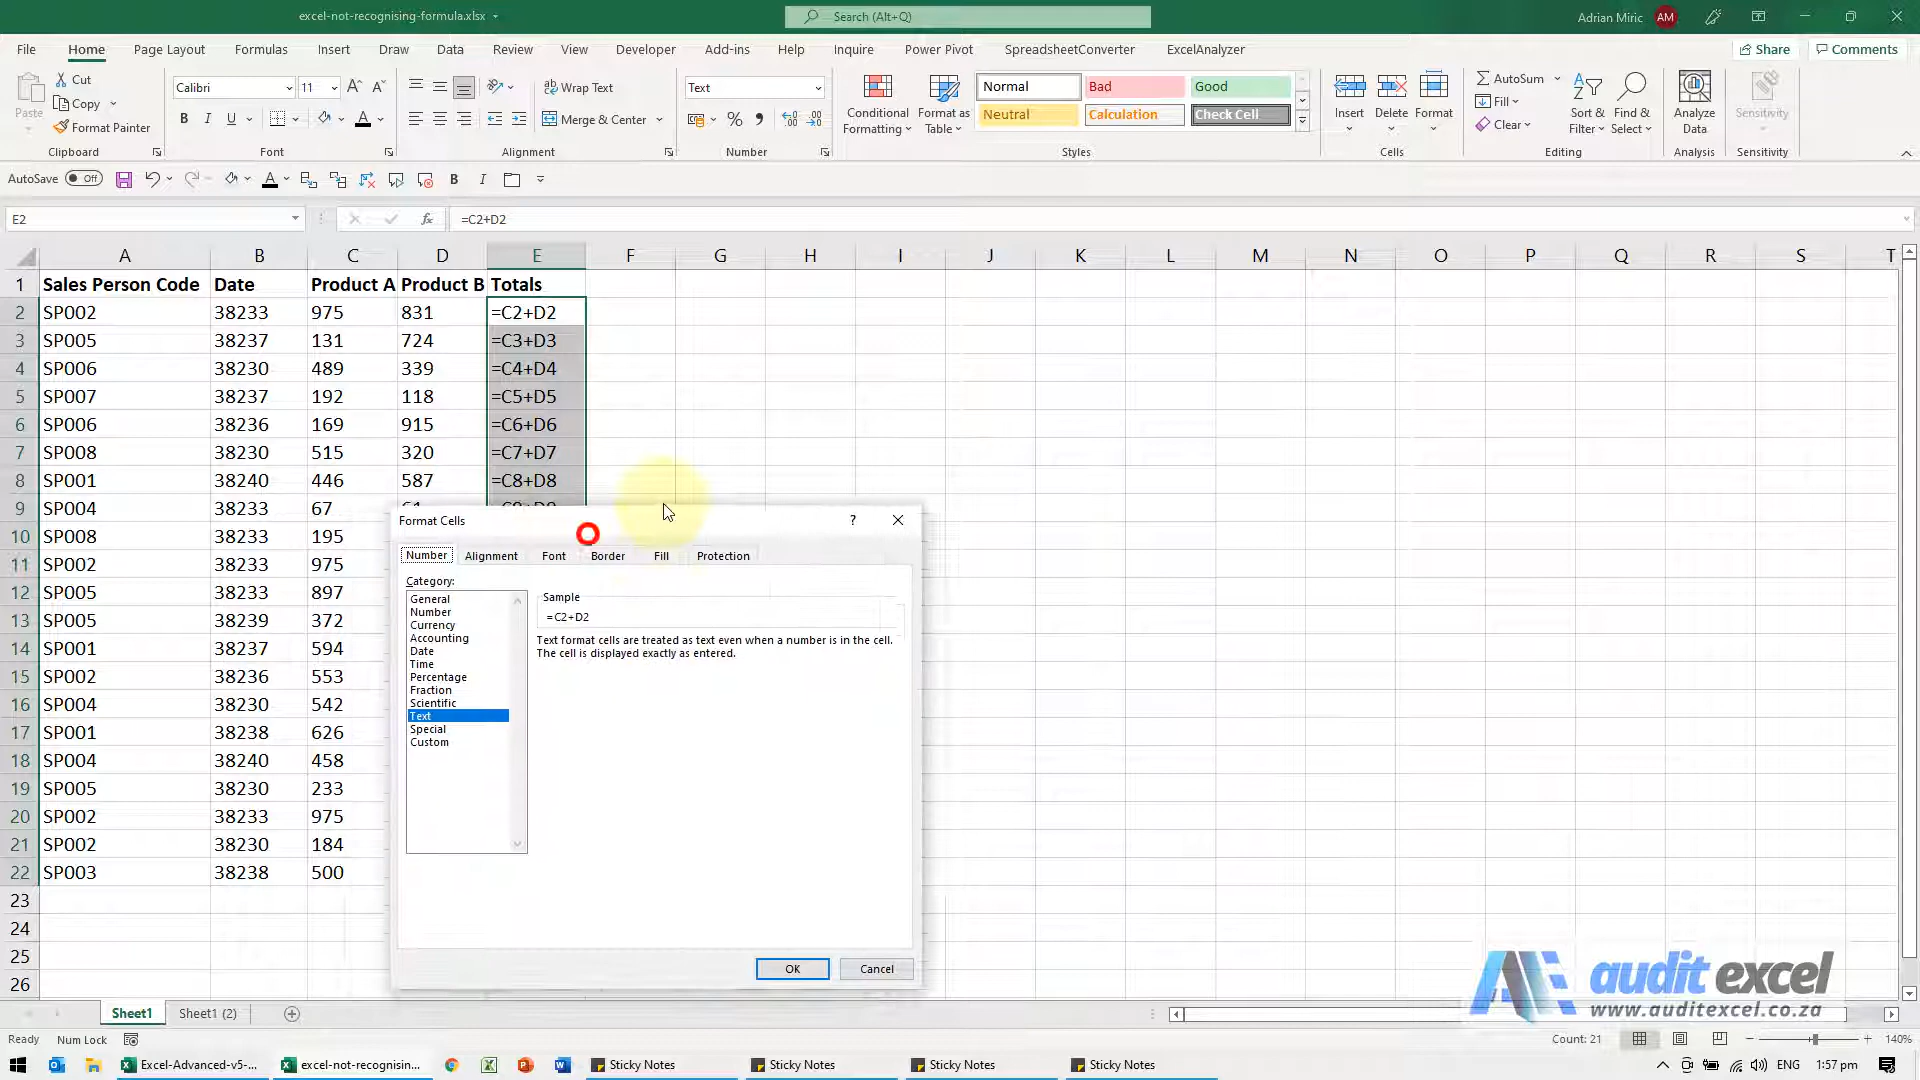 excel-not-recognising-formula.xlsx
Search (Alt+Q)
Adrian Miric
AM
File Home Page Layout Formulas Insert Draw Data Review View Developer Add-ins Help Inquire Power Pivot SpreadsheetConverter ExcelAnalyzer Share Comments
Paste Cut Copy Format Painter Clipboard
Calibri 11 B I U Font
Wrap Text Merge & Center Alignment
Text % Number
Conditional Formatting Format as Table Normal Bad Good Neutral Calculation Check Cell Styles
Insert Delete Format Cells
AutoSum Fill Clear Sort & Filter Find & Select Editing
Analyze Data Analysis
Sensitivity Sensitivity
AutoSave Off
E2 fx =C2+D2
A B C D E F G H I J K L M N O P Q R S T
1 Sales Person Code Date Product A Product B Totals
2 SP002 38233 975 831 =C2+D2
3 SP005 38237 131 724 =C3+D3
4 SP006 38230 489 339 =C4+D4
5 SP007 38237 192 118 =C5+D5
6 SP006 38236 169 915 =C6+D6
7 SP008 38230 515 320 =C7+D7
8 SP001 38240 446 587 =C8+D8
9 SP004 38233 67
10 SP008 38233 195
11 SP002 38233 975
12 SP005 38233 897
13 SP005 38239 372
14 SP001 38237 594
15 SP002 38236 553
16 SP004 38230 542
17 SP001 38238 626
18 SP004 38240 458
19 SP005 38230 233
20 SP002 38233 975
21 SP002 38230 184
22 SP003 38238 500
23
24
25
26
Format Cells ?
Number Alignment Font Border Fill Protection
Category:
General
Number
Currency
Accounting
Date
Time
Percentage
Fraction
Scientific
Text
Special
Custom
Sample
=C2+D2
Text format cells are treated as text even when a number is in the cell.
The cell is displayed exactly as entered.
OK Cancel
audit excel
www.auditexcel.co.za
Sheet1 Sheet1 (2)
Ready Num Lock Count: 21 140%
Excel-Advanced-v5-... excel-not-recognisin... Sticky Notes Sticky Notes Sticky Notes Sticky Notes ENG 1:57 pm